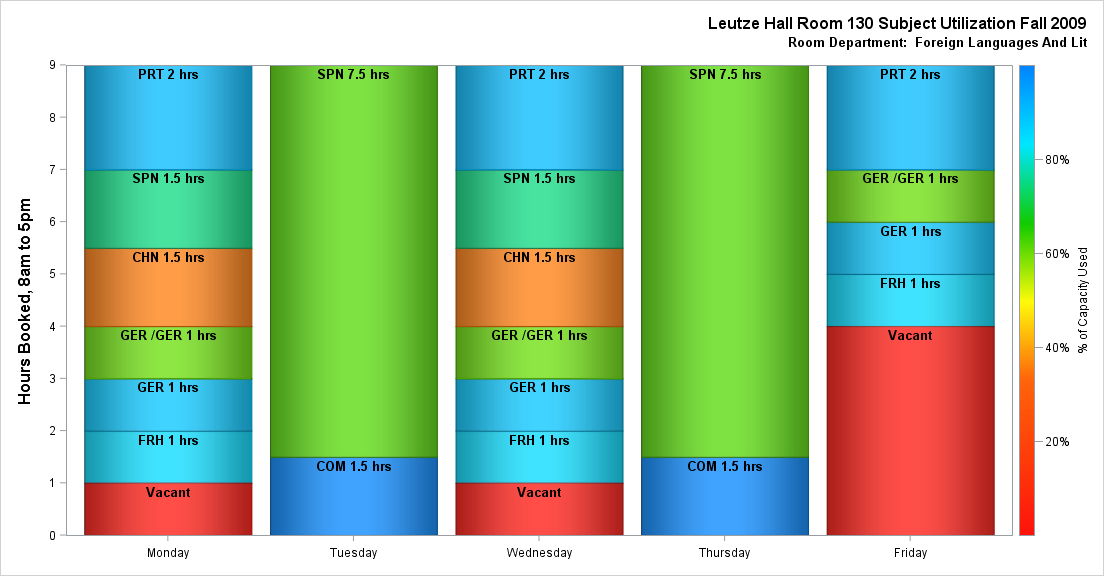 Leutze Hall Room 130 Subject Utilization Fall 2009
Room Department:  Foreign Languages And Lit
Hours Booked, 8am to 5pm
9
8
7
6
5
4
3
2
1
0
PRT 2 hrs
SPN 1.5 hrs
CHN 1.5 hrs
GER /GER 1 hrs
GER 1 hrs
FRH 1 hrs
Vacant
SPN 7.5 hrs
COM 1.5 hrs
PRT 2 hrs
SPN 1.5 hrs
CHN 1.5 hrs
GER /GER 1 hrs
GER 1 hrs
FRH 1 hrs
Vacant
SPN 7.5 hrs
COM 1.5 hrs
PRT 2 hrs
GER /GER 1 hrs
GER 1 hrs
FRH 1 hrs
Vacant
Monday
Tuesday
Wednesday
Thursday
Friday
80%
60%
40%
20%
% of Capacity Used